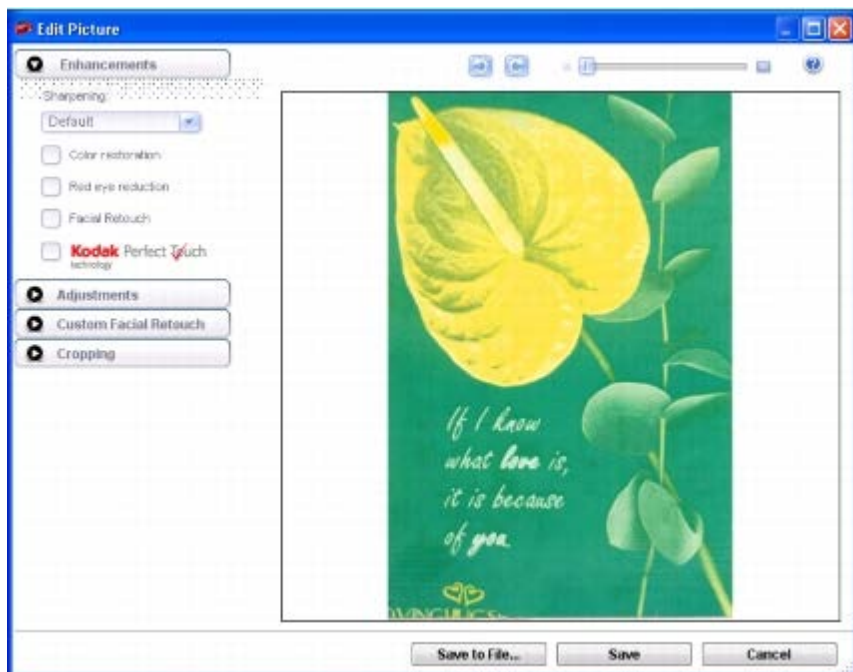 Edit Picture
Enhancements
Sharpening:
Default
Color restoration
Red eye reduction
Facial Retouch
Kodak Perfect Touch
technology
Adjustments
Custom Facial Retouch
Cropping
If I know
what love is,
it is because
of you.
Save to File...
Save
Cancel